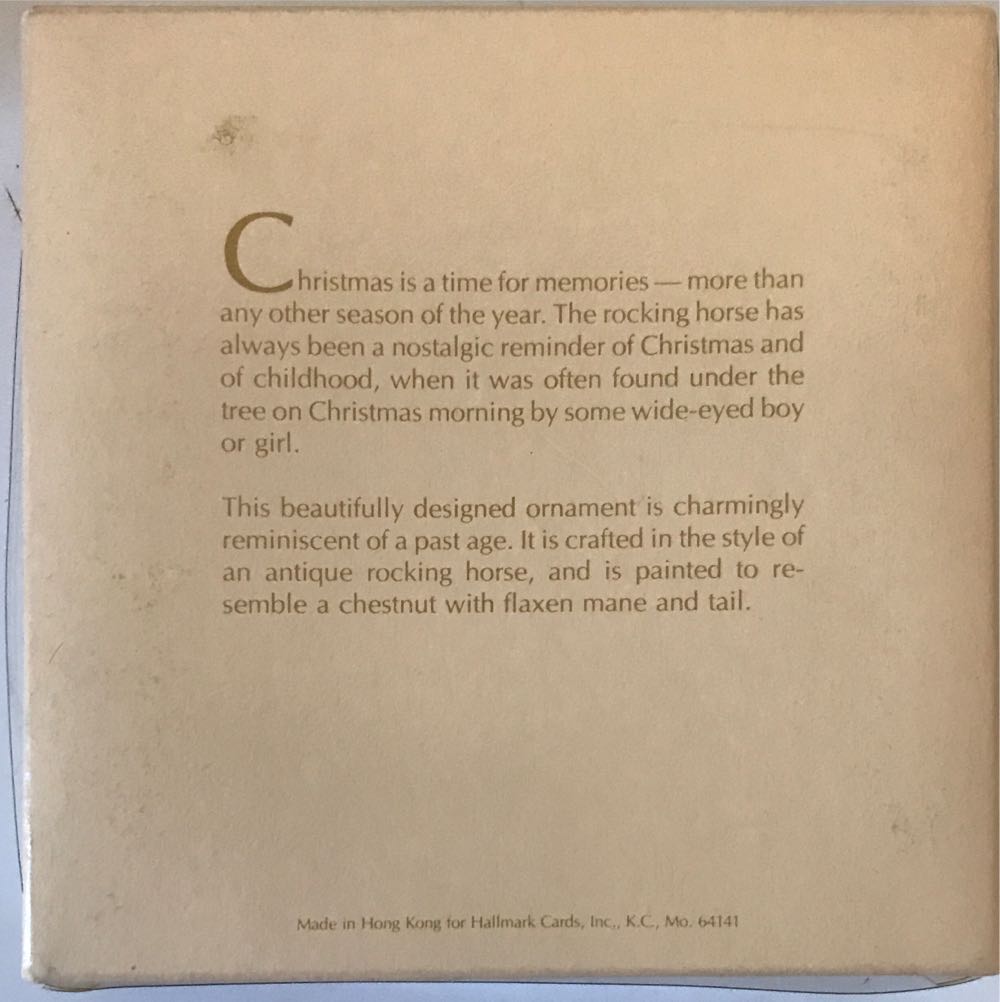 Christmas is a time for memories — more than
any other season of the year. The rocking horse has
always been a nostalgic reminder of Christmas and
of childhood, when it was often found under the
tree on Christmas morning by some wide-eyed boy
or girl.
This beautifully designed ornament is charmingly
reminiscent of a past age. It is crafted in the style of
an antique rocking horse, and is painted to re-
semble a chestnut with flaxen mane and tail.
Made in Hong Kong for Hallmark Cards, Inc., K.C., Mo. 64141